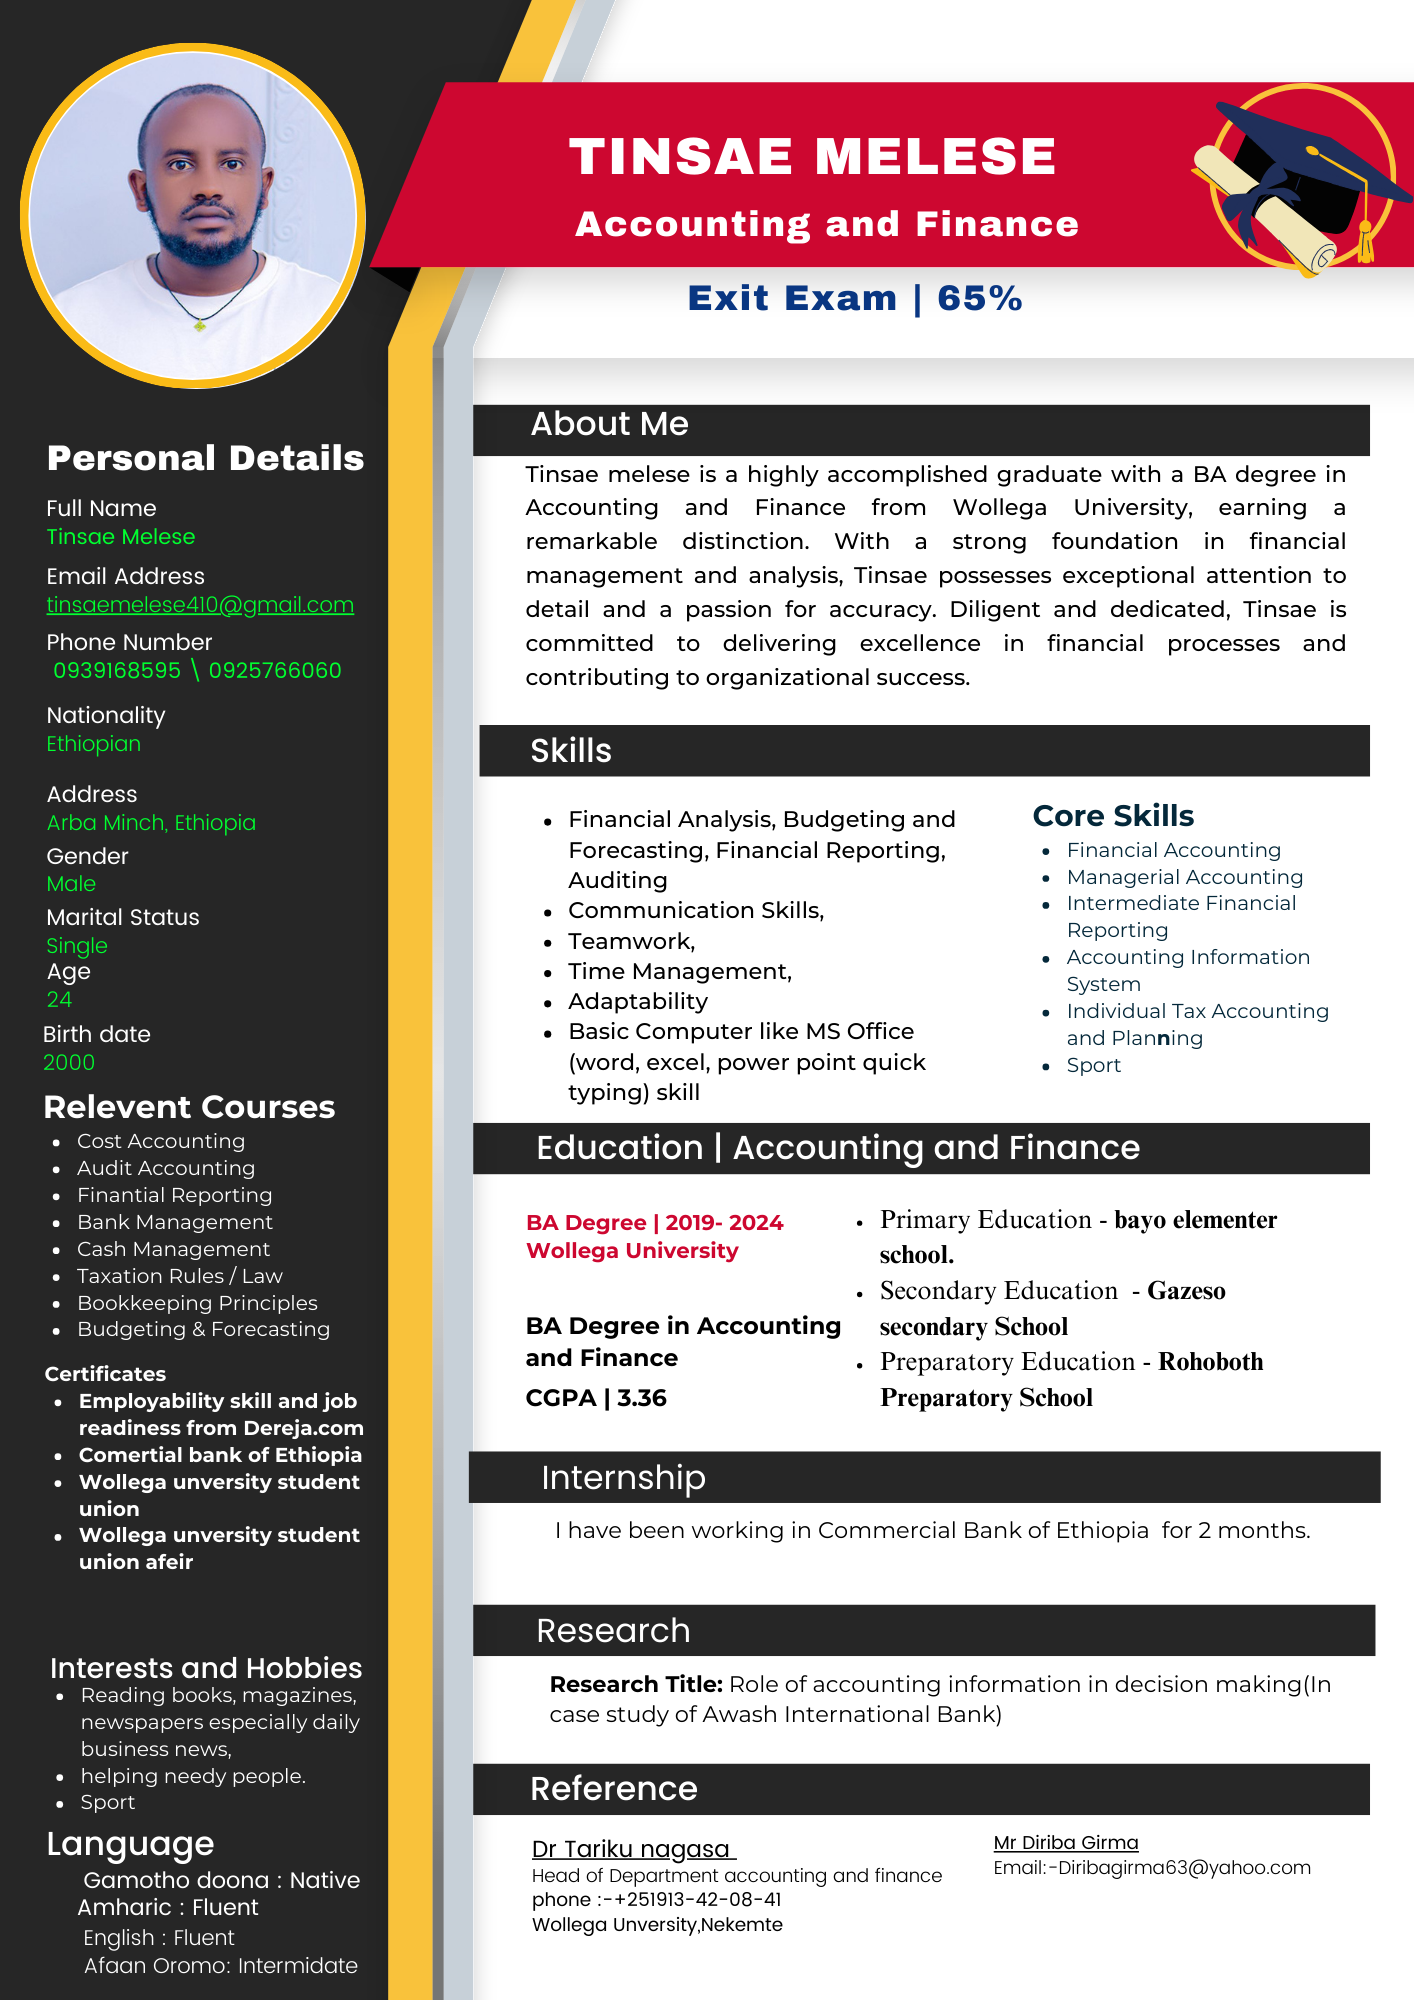 TINSAE MELESE
Accounting and Finance
Exit Exam | 65%
Personal Details
Full Name
Tinsae Melese
Email Address
tinsaemelese410@gmail.com
Phone Number
0939168595 \ 0925766060
Nationality
Ethiopian
Address
Arba Minch, Ethiopia
Gender
Male
Marital Status
Single
Age
24
Birth date
2000
Relevent Courses
• Cost Accounting
• Audit Accounting
• Finantial Reporting
• Bank Management
• Cash Management
• Taxation Rules / Law
• Bookkeeping Principles
• Budgeting & Forecasting
Certificates
• Employability skill and job
readiness from Dereja.com
• Comertial bank of Ethiopia
• Wollega unversity student
union
• Wollega unversity student
union afeir
Interests and Hobbies
• Reading books, magazines,
newspapers especially daily
business news,
• helping needy people.
• Sport
Language
Gamotho doona : Native
Amharic : Fluent
English : Fluent
Afaan Oromo: Intermidate
About Me
Tinsae melese is a highly accomplished graduate with a BA degree in
Accounting and Finance from Wollega University, earning a
remarkable distinction. With a strong foundation in financial
management and analysis, Tinsae possesses exceptional attention to
detail and a passion for accuracy. Diligent and dedicated, Tinsae is
committed to delivering excellence in financial processes and
contributing to organizational success.
Skills
• Financial Analysis, Budgeting and
Forecasting, Financial Reporting,
Auditing
• Communication Skills,
• Teamwork,
• Time Management,
• Adaptability
• Basic Computer like MS Office
(word, excel, power point quick
typing) skill
Core Skills
• Financial Accounting
• Managerial Accounting
• Intermediate Financial
Reporting
• Accounting Information
System
• Individual Tax Accounting
and Planning
• Sport
Education | Accounting and Finance
BA Degree | 2019- 2024
Wollega University
BA Degree in Accounting
and Finance
CGPA | 3.36
• Primary Education - bayo elementer
school.
• Secondary Education - Gazeso
secondary School
• Preparatory Education - Rohoboth
Preparatory School
Internship
I have been working in Commercial Bank of Ethiopia for 2 months.
Research
Research Title: Role of accounting information in decision making(In
case study of Awash International Bank)
Reference
Dr Tariku nagasa
Head of Department accounting and finance
phone :-+251913-42-08-41
Wollega Unversity,Nekemte
Mr Diriba Girma
Email:-Diribagirma63@yahoo.com